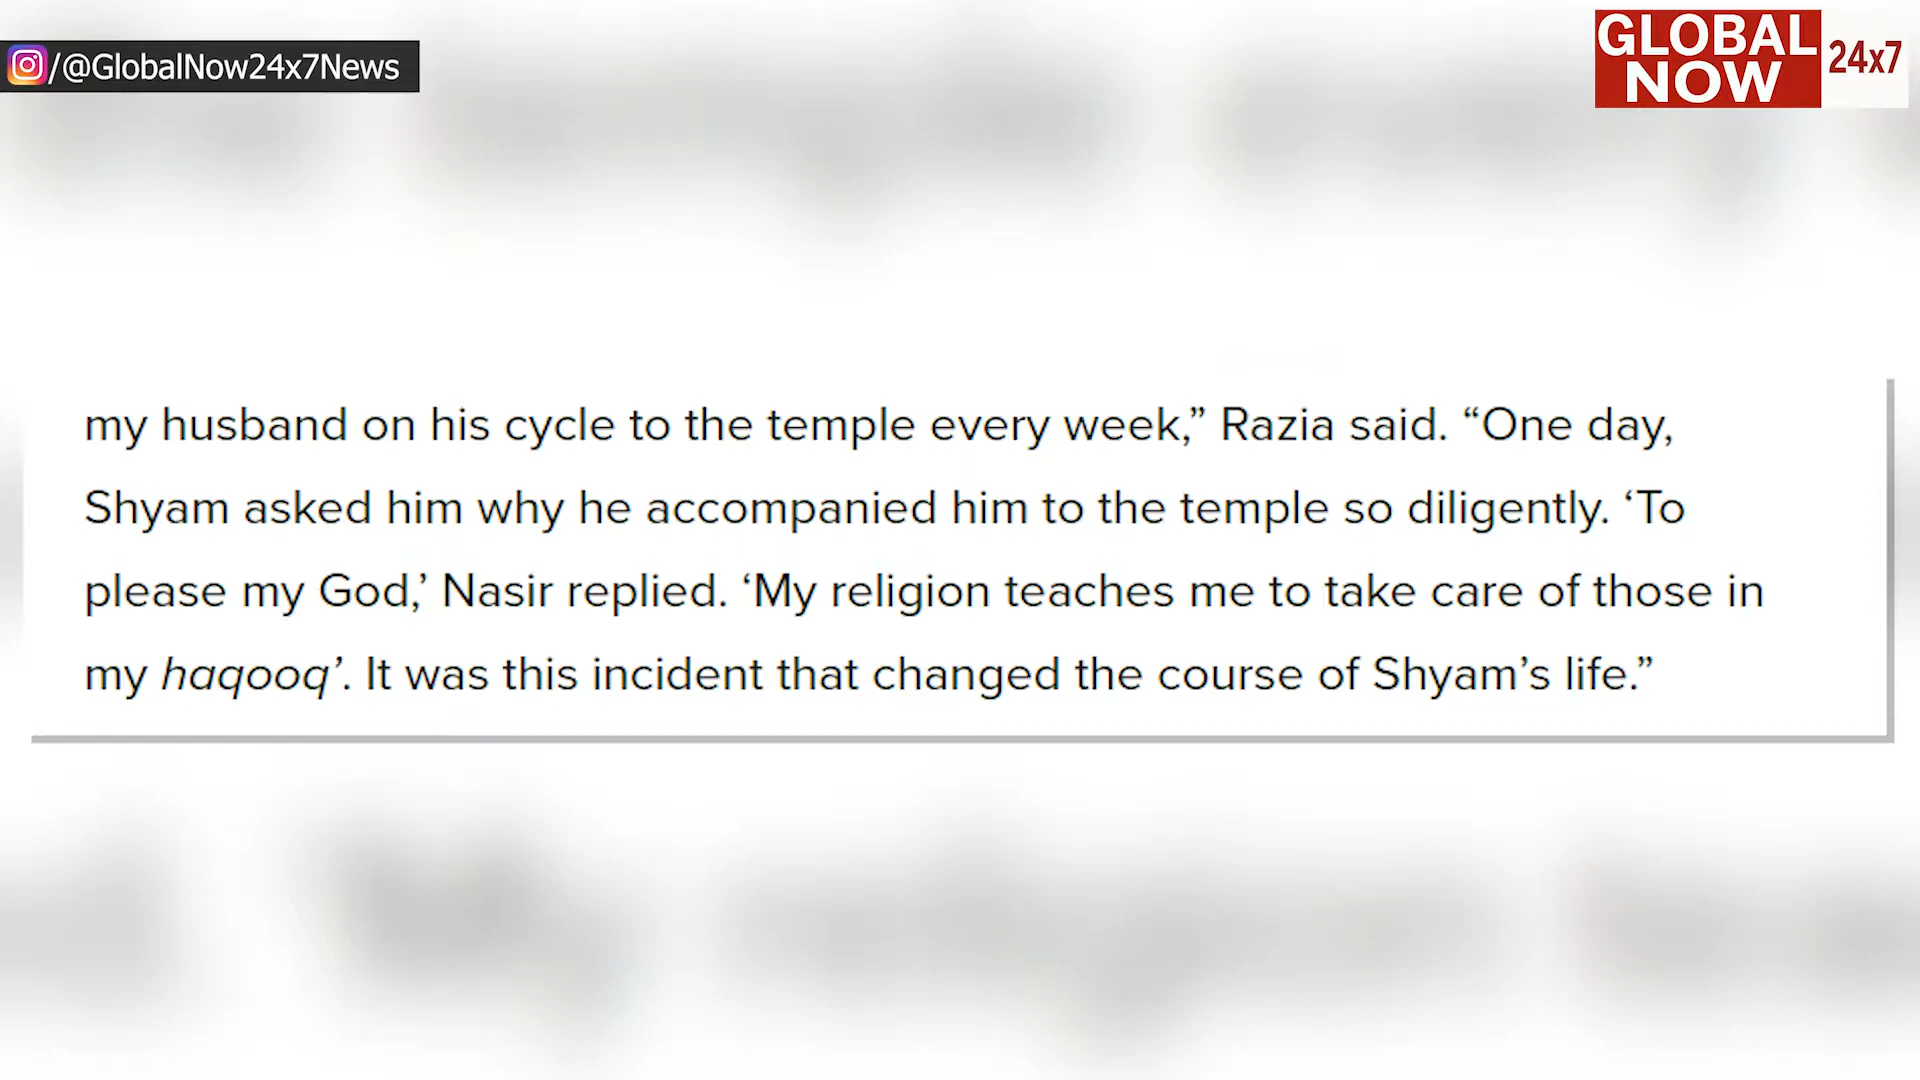 /@GlobalNow24x7News
GLOBAL
NOW
24x7
my husband on his cycle to the temple every week,” Razia said. “One day,
Shyam asked him why he accompanied him to the temple so diligently. ‘To
please my God,’ Nasir replied. ‘My religion teaches me to take care of those in
my haqooq’. It was this incident that changed the course of Shyam’s life.”